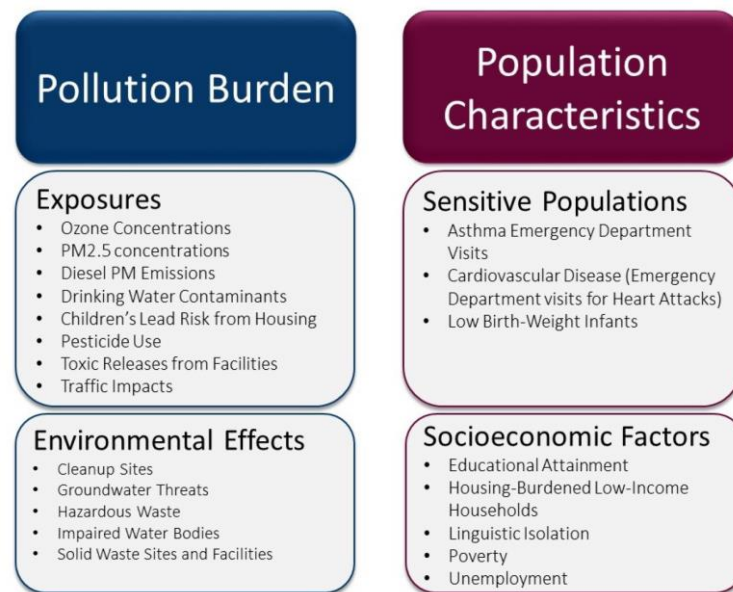 Pollution Burden
Exposures
• Ozone Concentrations
• PM2.5 concentrations
• Diesel PM Emissions
• Drinking Water Contaminants
• Children's Lead Risk from Housing
• Pesticide Use
• Toxic Releases from Facilities
• Traffic Impacts
Environmental Effects
• Cleanup Sites
• Groundwater Threats
• Hazardous Waste
• Impaired Water Bodies
• Solid Waste Sites and Facilities
Population
Characteristics
Sensitive Populations
• Asthma Emergency Department
Visits
• Cardiovascular Disease (Emergency
Department visits for Heart Attacks)
• Low Birth-Weight Infants
Socioeconomic Factors
• Educational Attainment
• Housing-Burdened Low-Income
Households
• Linguistic Isolation
• Poverty
• Unemployment